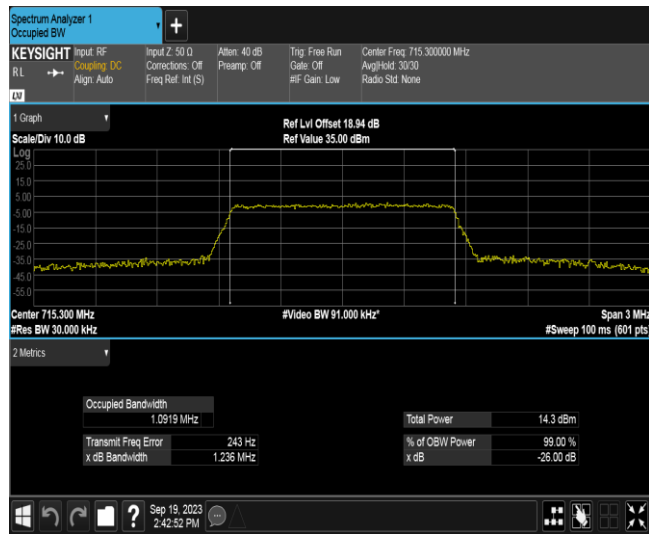 Spectrum Analyzer 1
Occupied BW
+
KEYSIGHT
RL
LXI
Input: RF
Coupling: DC
Align: Auto
Input Z: 50 Ω
Corrections: Off
Freq Ref: Int (S)
Atten: 40 dB
Preamp: Off
Trig: Free Run
Gate: Off
#IF Gain: Low
Center Freq: 715.300000 MHz
Avg|Hold: 30/30
Radio Std: None
1 Graph
Scale/Div 10.0 dB
Ref Lvl Offset 18.94 dB
Ref Value 35.00 dBm
Log
25.0
15.0
5.00
-5.00
-15.0
-25.0
-35.0
-45.0
-55.0
Center 715.300 MHz
#Res BW 30.000 kHz
#Video BW 91.000 kHz*
Span 3 MHz
#Sweep 100 ms (601 pts)
2 Metrics
Occupied Bandwidth
1.0919 MHz
Transmit Freq Error 243 Hz
x dB Bandwidth 1.236 MHz
Total Power 14.3 dBm
% of OBW Power 99.00 %
x dB -26.00 dB
?
Sep 19, 2023
2:42:52 PM